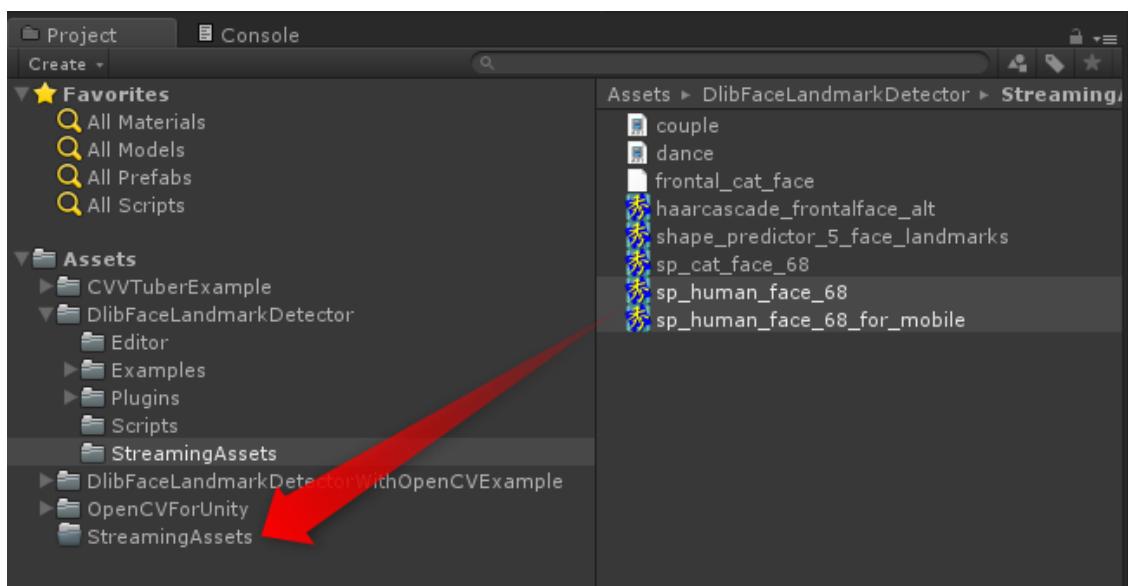 Project Console
Create
Favorites
All Materials
All Models
All Prefabs
All Scripts
Assets
CVVTuberExample
DlibFaceLandmarkDetector
Editor
Examples
Plugins
Scripts
StreamingAssets
DlibFaceLandmarkDetectorWithOpenCVExample
OpenCVForUnity
StreamingAssets
Assets DlibFaceLandmarkDetector Streaming
couple
dance
frontal_cat_face
haarcascade_frontalface_alt
shape_predictor_5_face_landmarks
sp_cat_face_68
sp_human_face_68
sp_human_face_68_for_mobile